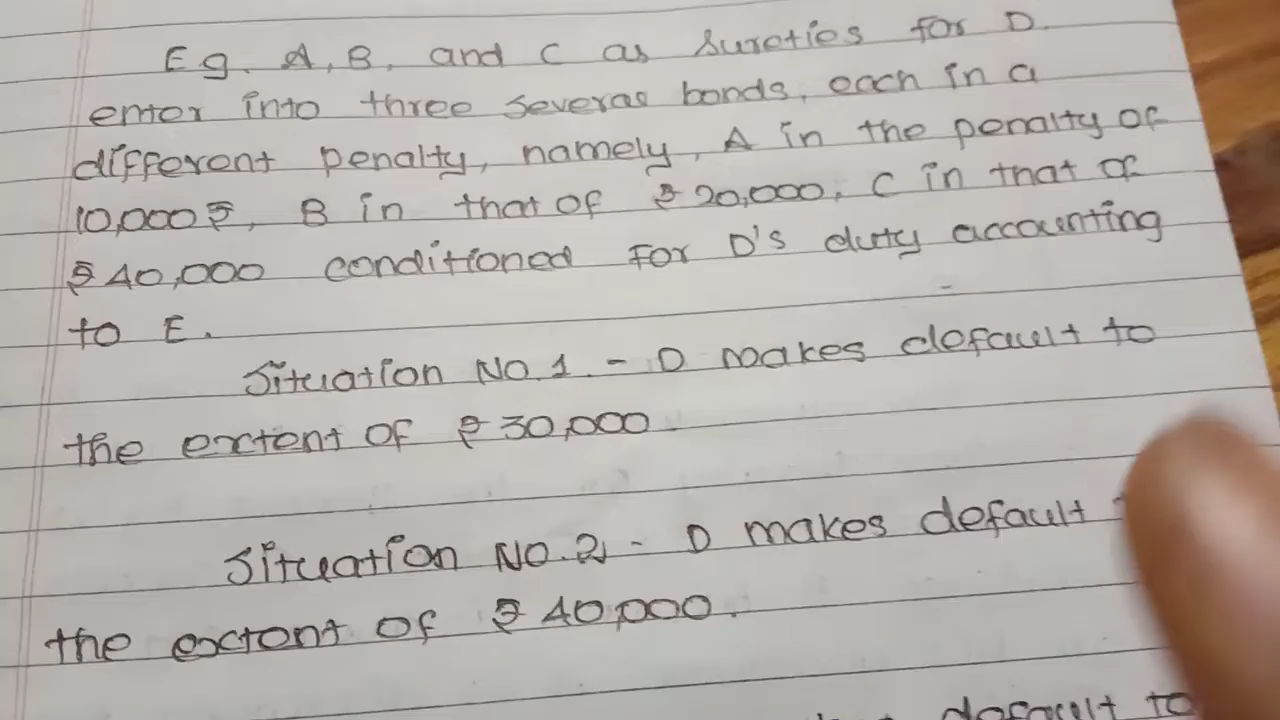 Eg. A, B, and C as sureties for D.
enter into three several bonds, each in a
different penalty, namely, A in the penalty of
10,000₹, B in that of ₹20,000, C in that of
₹40,000 conditioned for D's duty accounting
to E.
Situation No.1 - D makes default to
the extent of ₹30,000
Situation No.2 - D makes default
the extent of ₹40,000.
default to